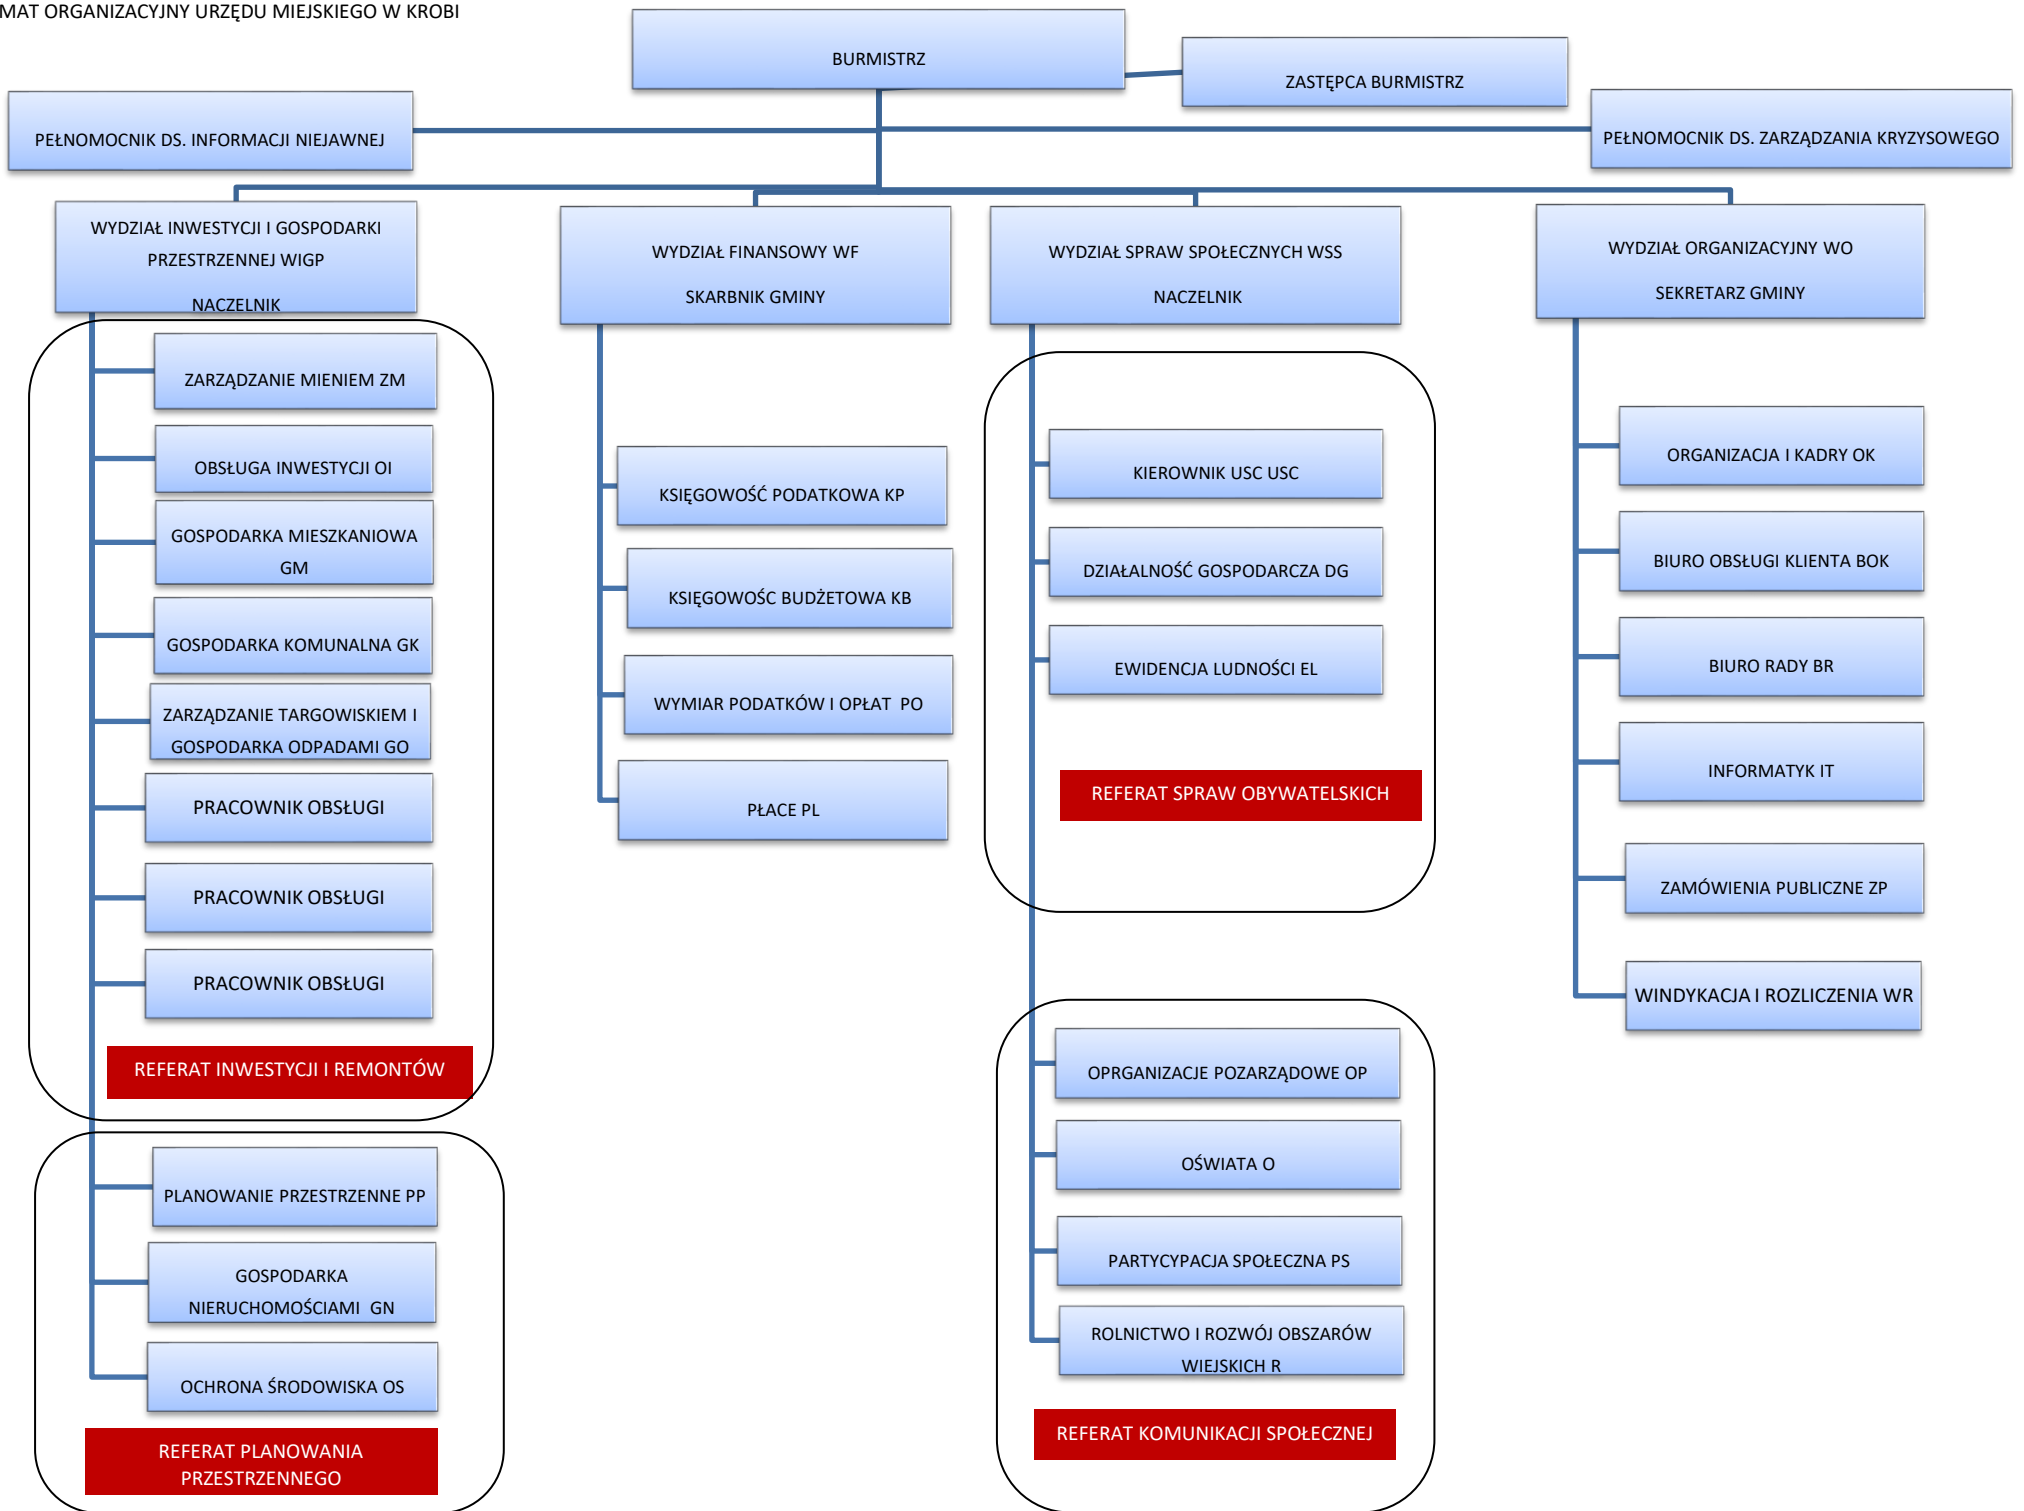 MAT ORGANIZACYJNY URZĘDU MIEJSKIEGO W KROBI
BURMISTRZ
ZASTĘPCA BURMISTRZ
PEŁNOMOCNIK DS. INFORMACJI NIEJAWNEJ
PEŁNOMOCNIK DS. ZARZĄDZANIA KRYZYSOWEGO
WYDZIAŁ INWESTYCJI I GOSPODARKI
PRZESTRZENNEJ WIGP
NACZELNIK
ZARZĄDZANIE MIENIEM ZM
OBSŁUGA INWESTYCJI OI
GOSPODARKA MIESZKANIOWA
GM
GOSPODARKA KOMUNALNA GK
ZARZĄDZANIE TARGOWISKIEM I
GOSPODARKA ODPADAMI GO
PRACOWNIK OBSŁUGI
PRACOWNIK OBSŁUGI
PRACOWNIK OBSŁUGI
REFERAT INWESTYCJI I REMONTÓW
PLANOWANIE PRZESTRZENNE PP
GOSPODARKA
NIERUCHOMOŚCIAMI GN
OCHRONA ŚRODOWISKA OS
REFERAT PLANOWANIA
PRZESTRZENNEGO
WYDZIAŁ FINANSOWY WF
SKARBNIK GMINY
KSIĘGOWOŚĆ PODATKOWA KP
KSIĘGOWOŚC BUDŻETOWA KB
WYMIAR PODATKÓW I OPŁAT PO
PŁACE PL
WYDZIAŁ SPRAW SPOŁECZNYCH WSS
NACZELNIK
KIEROWNIK USC USC
DZIAŁALNOŚĆ GOSPODARCZA DG
EWIDENCJA LUDNOŚCI EL
REFERAT SPRAW OBYWATELSKICH
OPRGANIZACJE POZARZĄDOWE OP
OŚWIATA O
PARTYCYPACJA SPOŁECZNA PS
ROLNICTWO I ROZWÓJ OBSZARÓW
WIEJSKICH R
REFERAT KOMUNIKACJI SPOŁECZNEJ
WYDZIAŁ ORGANIZACYJNY WO
SEKRETARZ GMINY
ORGANIZACJA I KADRY OK
BIURO OBSŁUGI KLIENTA BOK
BIURO RADY BR
INFORMATYK IT
ZAMÓWIENIA PUBLICZNE ZP
WINDYKACJA I ROZLICZENIA WR